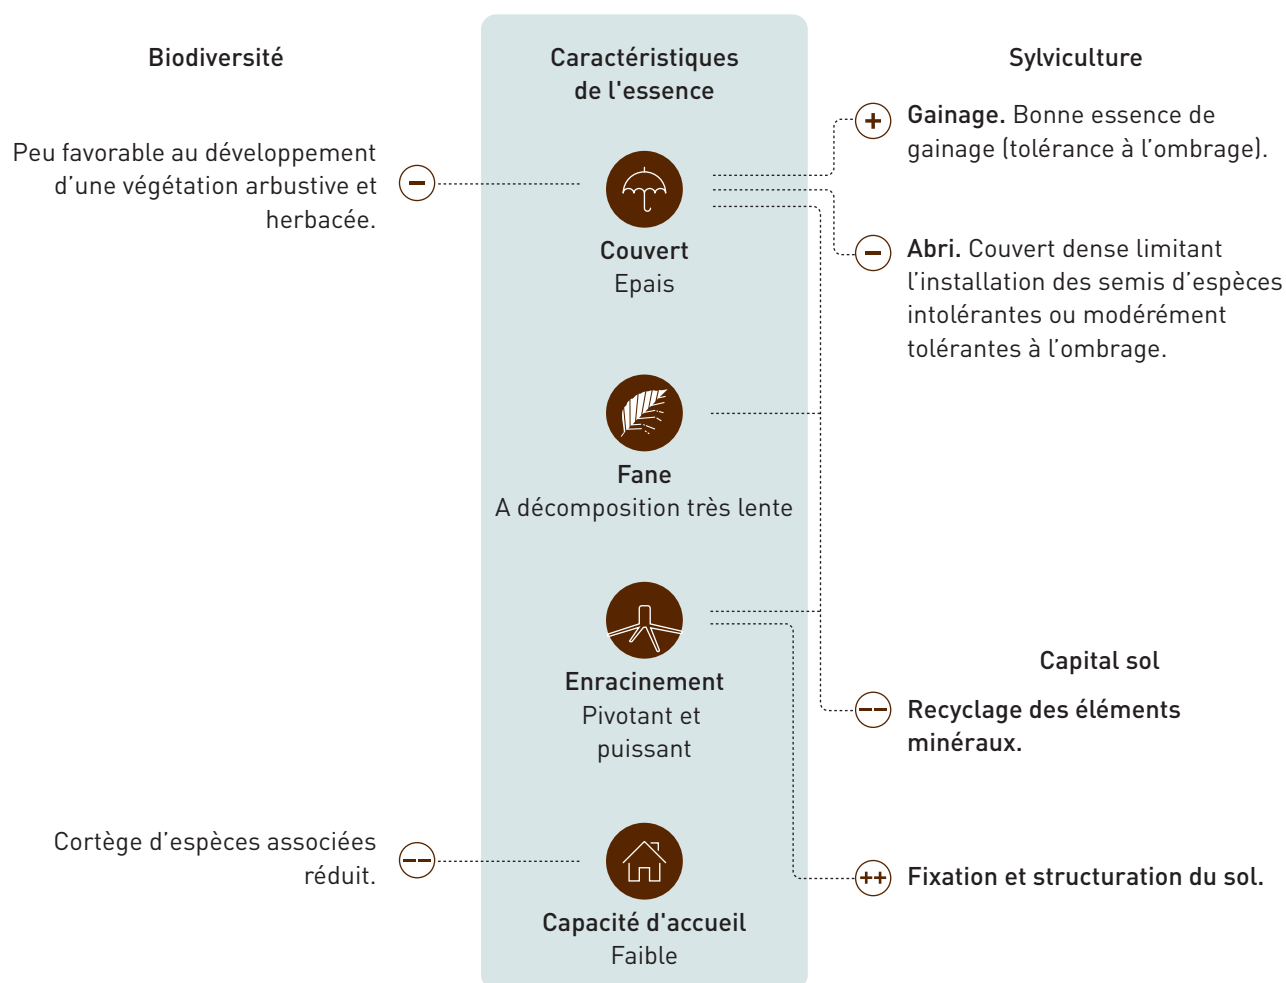 Biodiversité
Peu favorable au développement
d’une végétation arbustive et
herbacée.
−
Cortège d’espèces associées
réduit.
−−
Caractéristiques
de l'essence
Couvert
Epais
Fane
A décomposition très lente
Enracinement
Pivotant et
puissant
Capacité d'accueil
Faible
Sylviculture
+
Gainage. Bonne essence de
gainage (tolérance à l’ombrage).
−
Abri. Couvert dense limitant
l’installation des semis d’espèces
intolérantes ou modérément
tolérantes à l’ombrage.
Capital sol
−−
Recyclage des éléments
minéraux.
++
Fixation et structuration du sol.